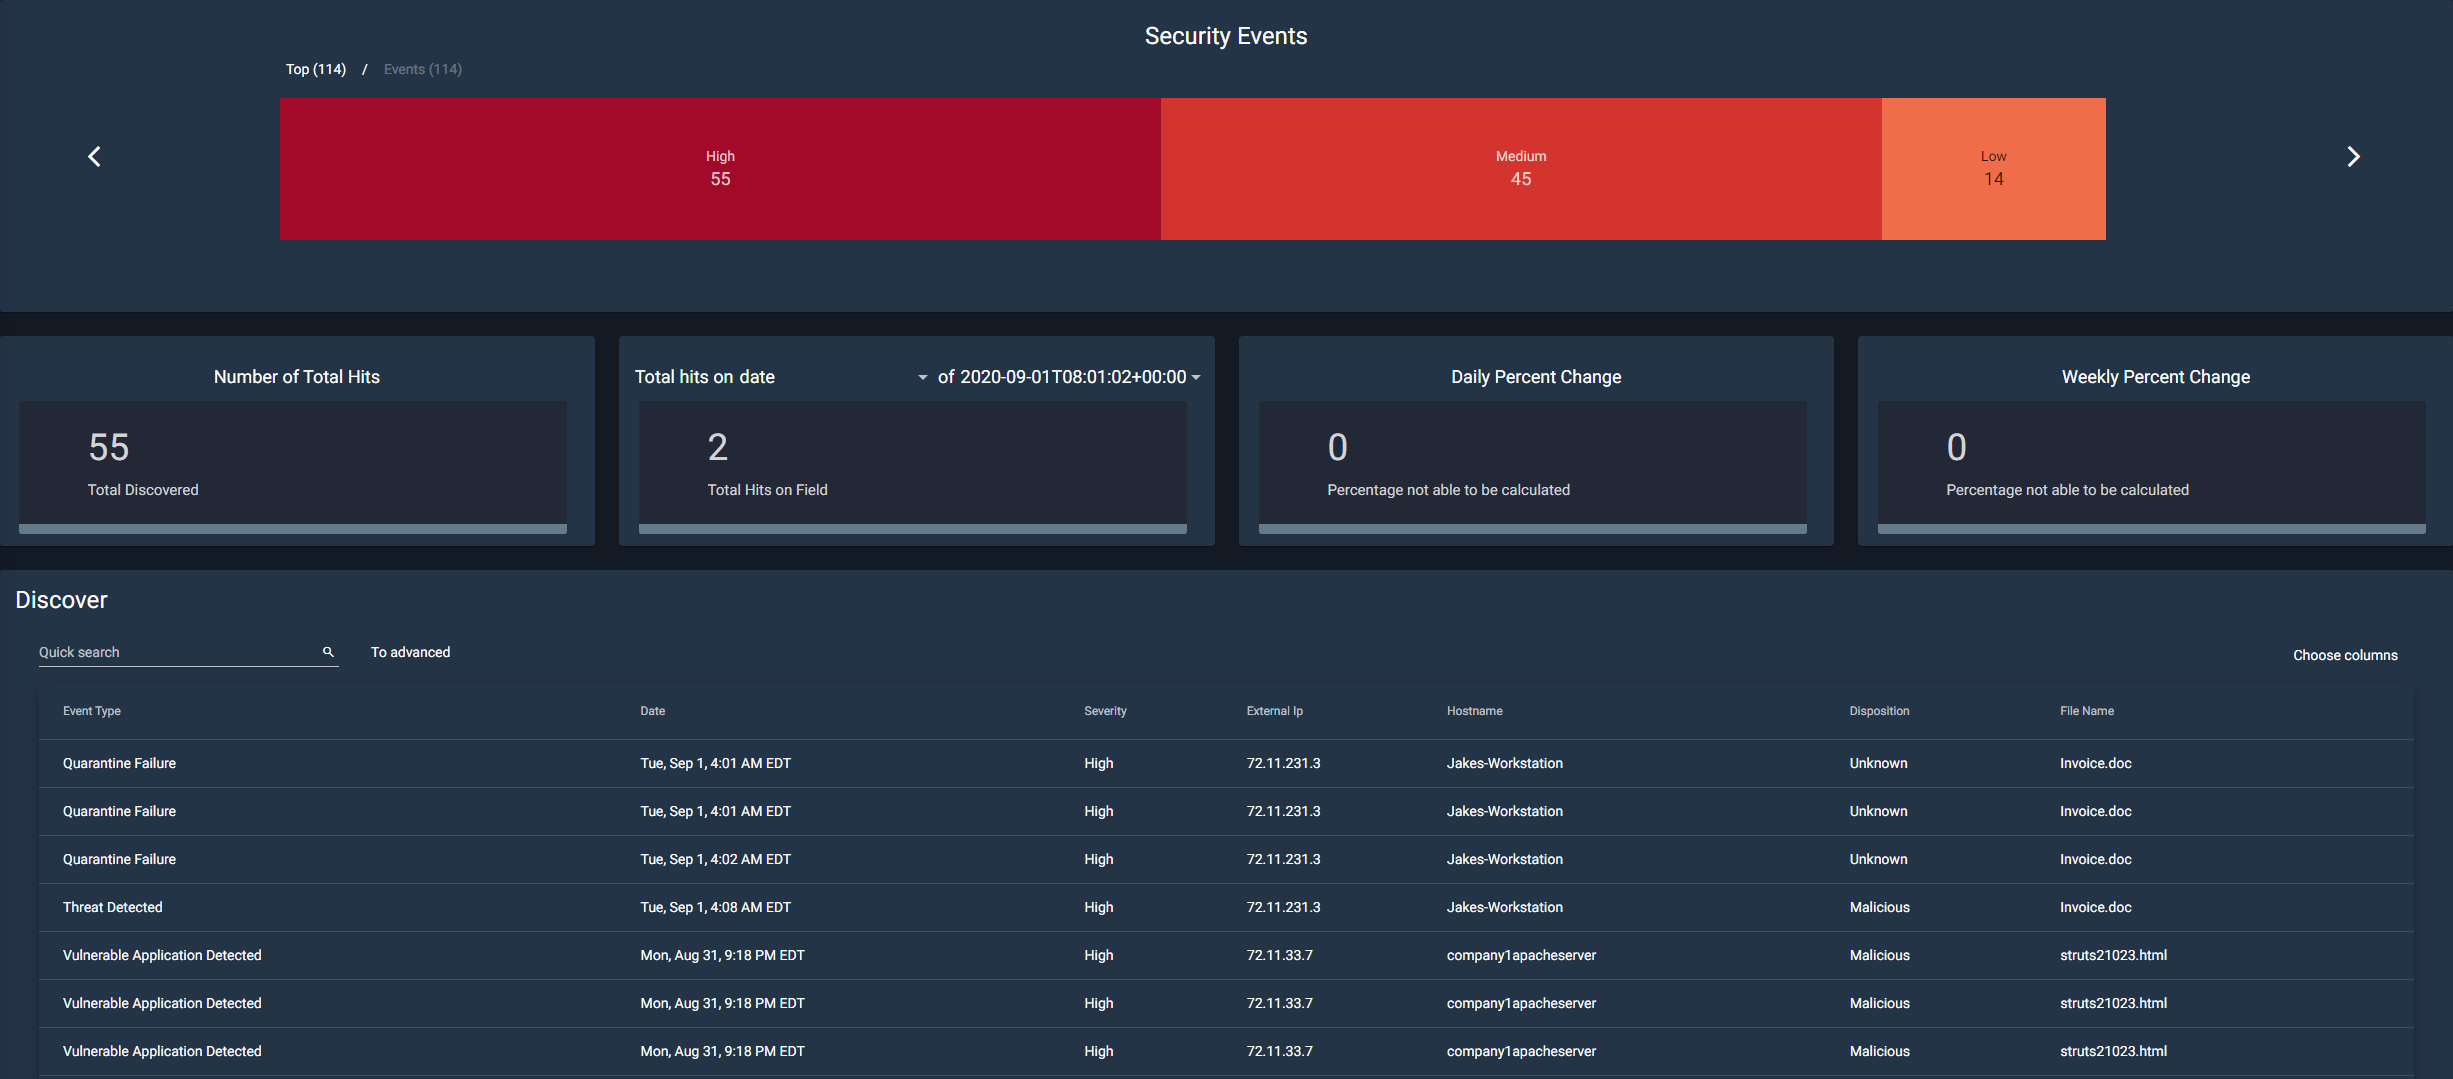 Security Events
Top (114) / Events (114)
High
55
Medium
45
Low
14
Number of Total Hits
55
Total Discovered
Total hits on date of 2020-09-01T08:01:02+00:00
2
Total Hits on Field
Daily Percent Change
0
Percentage not able to be calculated
Weekly Percent Change
0
Percentage not able to be calculated
Discover
Quick search To advanced Choose columns
Event Type Date Severity External Ip Hostname Disposition File Name
Quarantine Failure Tue, Sep 1, 4:01 AM EDT High 72.11.231.3 Jakes-Workstation Unknown Invoice.doc
Quarantine Failure Tue, Sep 1, 4:01 AM EDT High 72.11.231.3 Jakes-Workstation Unknown Invoice.doc
Quarantine Failure Tue, Sep 1, 4:02 AM EDT High 72.11.231.3 Jakes-Workstation Unknown Invoice.doc
Threat Detected Tue, Sep 1, 4:08 AM EDT High 72.11.231.3 Jakes-Workstation Malicious Invoice.doc
Vulnerable Application Detected Mon, Aug 31, 9:18 PM EDT High 72.11.33.7 company1apacheserver Malicious struts21023.html
Vulnerable Application Detected Mon, Aug 31, 9:18 PM EDT High 72.11.33.7 company1apacheserver Malicious struts21023.html
Vulnerable Application Detected Mon, Aug 31, 9:18 PM EDT High 72.11.33.7 company1apacheserver Malicious struts21023.html